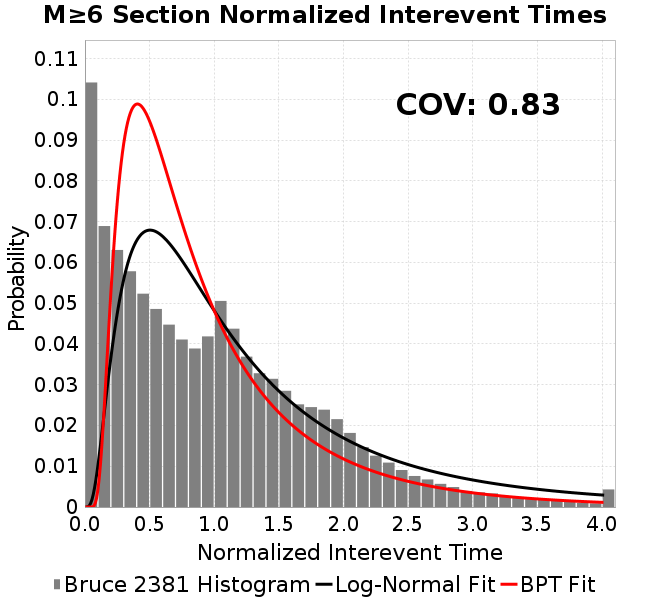 M≥6 Section Normalized Interevent Times
COV: 0.83
Probability
0.11
0.1
0.09
0.08
0.07
0.06
0.05
0.04
0.03
0.02
0.01
0
0.0 0.5 1.0 1.5 2.0 2.5 3.0 3.5 4.0
Normalized Interevent Time
Bruce 2381 Histogram Log-Normal Fit BPT Fit